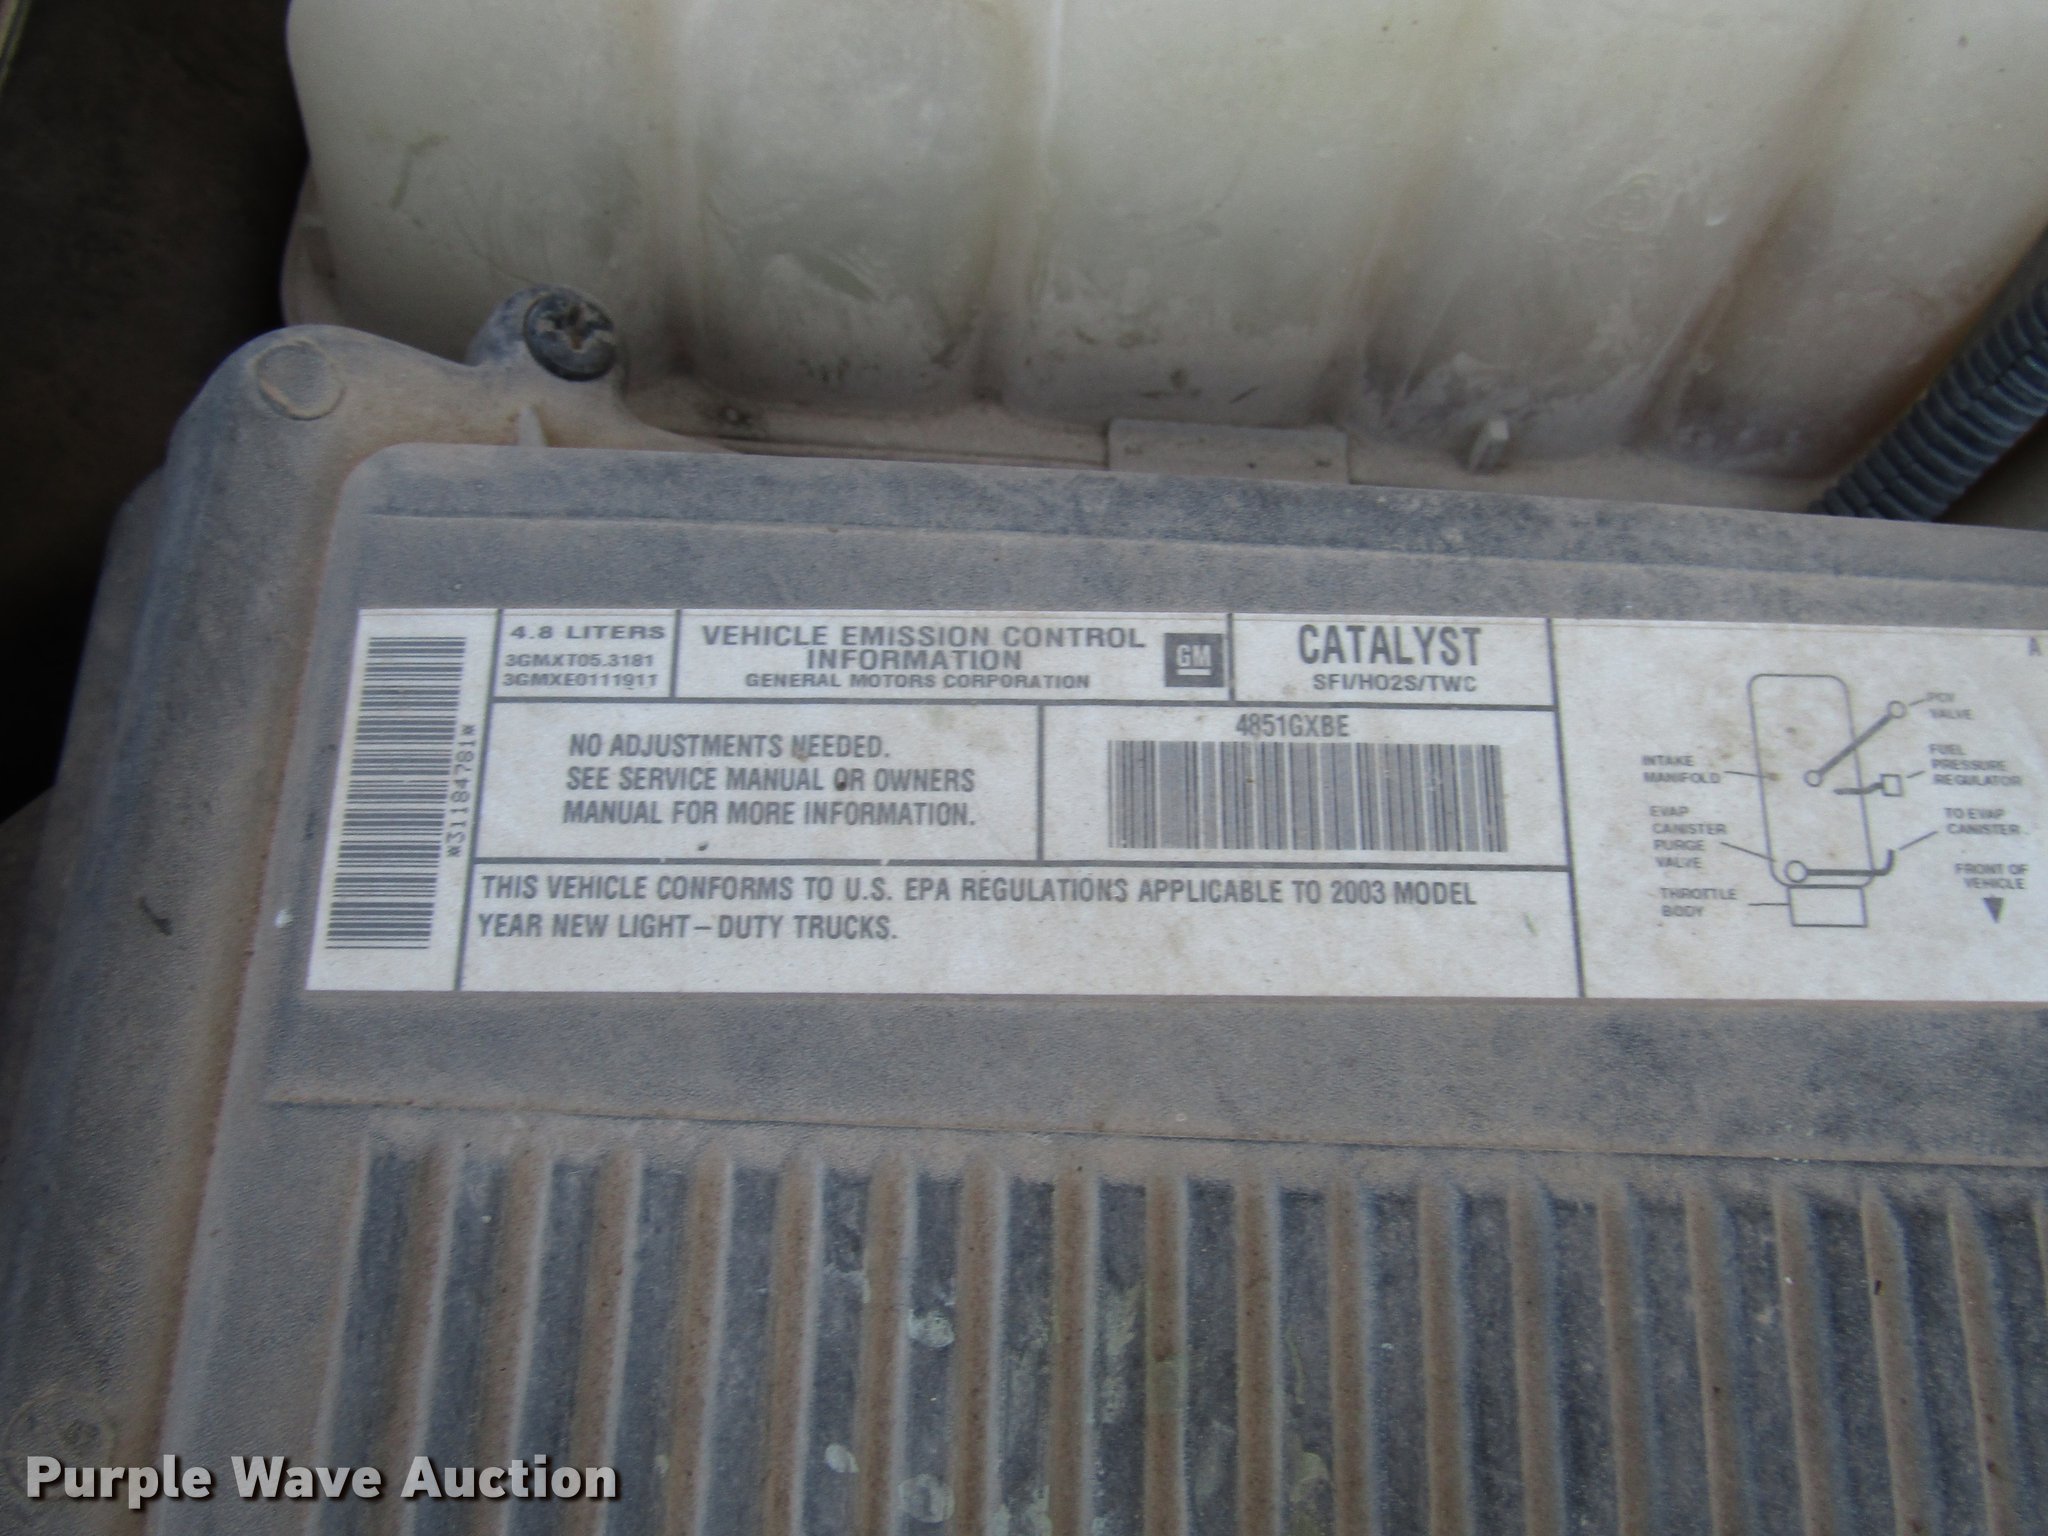 *31184781*
4.8 LITERS
3GMXT05.3181
3GMXE0111911
VEHICLE EMISSION CONTROL
INFORMATION
GENERAL MOTORS CORPORATION
GM
CATALYST
SFI/HO2S/TWC
NO ADJUSTMENTS NEEDED.
SEE SERVICE MANUAL OR OWNERS
MANUAL FOR MORE INFORMATION.
4851GXBE
THIS VEHICLE CONFORMS TO U.S. EPA REGULATIONS APPLICABLE TO 2003 MODEL
YEAR NEW LIGHT-DUTY TRUCKS.
A
PCV
VALVE
INTAKE
MANIFOLD
FUEL
PRESSURE
REGULATOR
EVAP
CANISTER
PURGE
VALVE
TO EVAP
CANISTER
THROTTLE
BODY
FRONT OF
VEHICLE
Purple Wave Auction